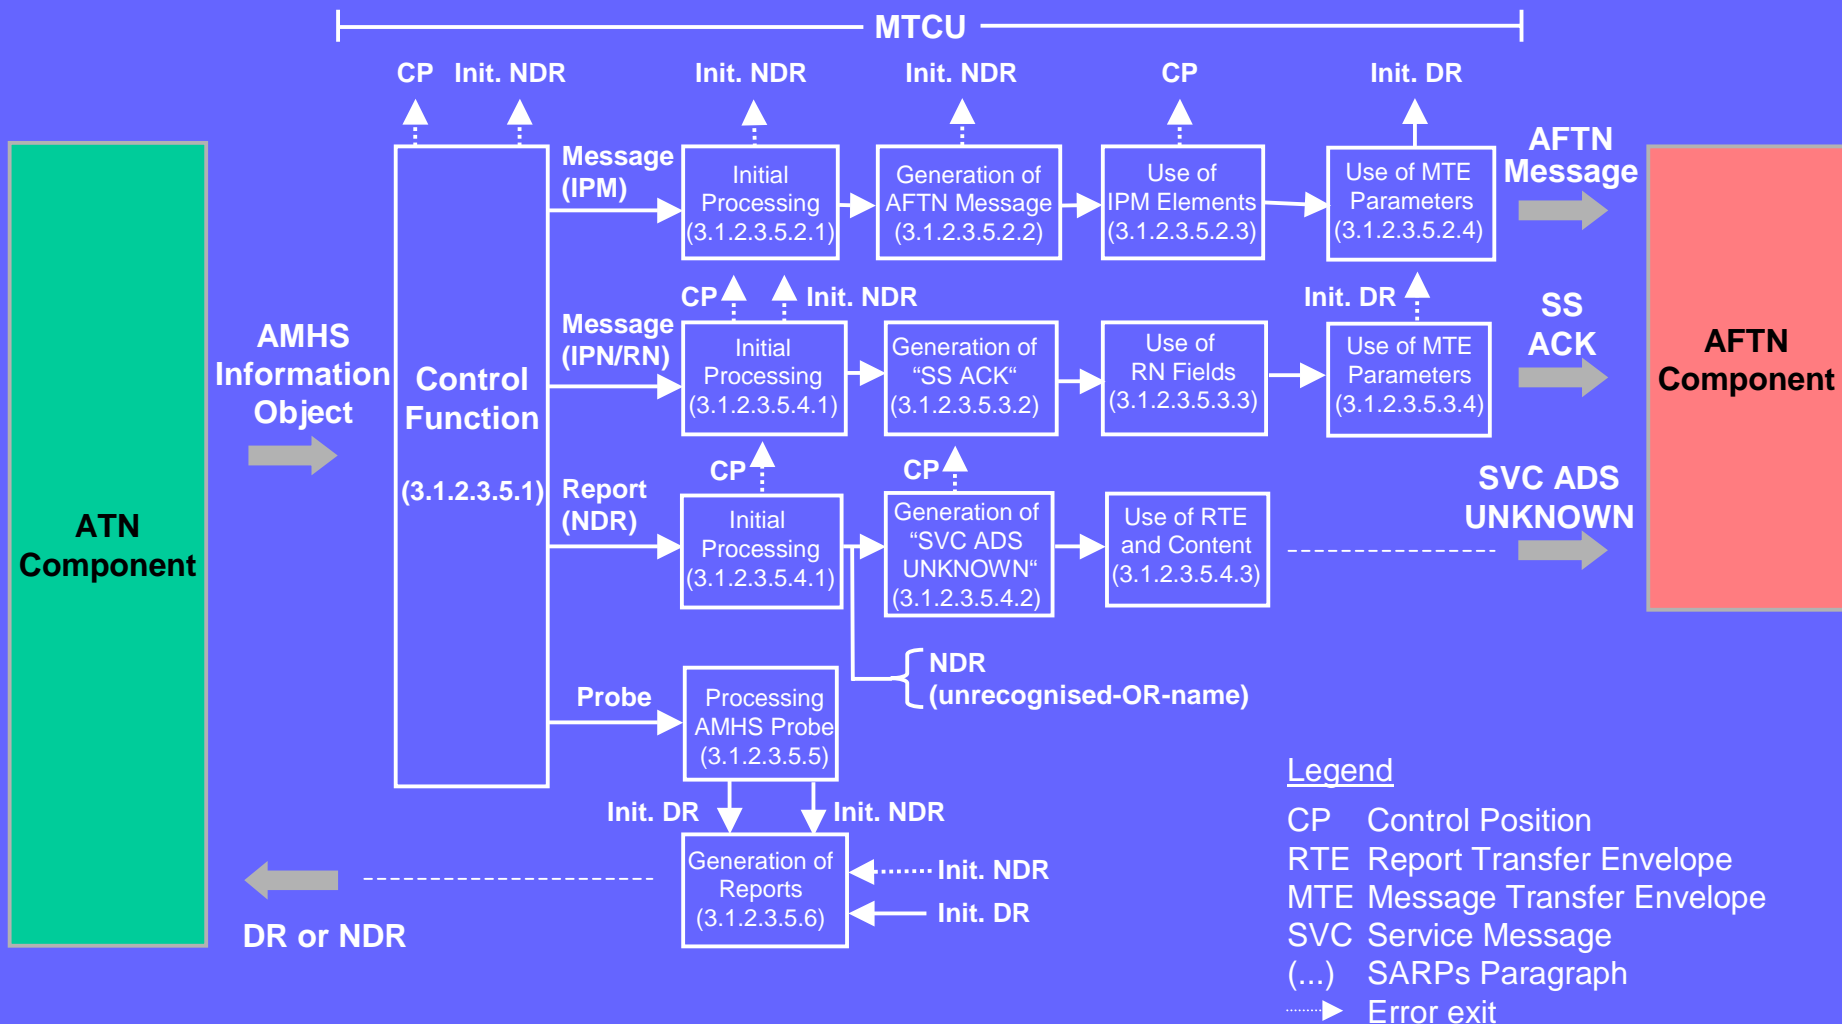 MTCU
CP
Init. NDR
Init. NDR
Init. NDR
CP
Init. DR
Message
(IPM)
Initial
Processing
(3.1.2.3.5.2.1)
Generation of
AFTN Message
(3.1.2.3.5.2.2)
Use of
IPM Elements
(3.1.2.3.5.2.3)
Use of MTE
Parameters
(3.1.2.3.5.2.4)
AFTN
Message
CP
Init. NDR
Init. DR
AMHS
Information
Object
Control
Function
(3.1.2.3.5.1)
Message
(IPN/RN)
Initial
Processing
(3.1.2.3.5.4.1)
Generation of
“SS ACK“
(3.1.2.3.5.3.2)
Use of
RN Fields
(3.1.2.3.5.3.3)
Use of MTE
Parameters
(3.1.2.3.5.3.4)
SS
ACK
AFTN
Component
CP
CP
ATN
Component
Report
(NDR)
Initial
Processing
(3.1.2.3.5.4.1)
Generation of
“SVC ADS
UNKNOWN“
(3.1.2.3.5.4.2)
Use of RTE
and Content
(3.1.2.3.5.4.3)
SVC ADS
UNKNOWN
NDR
(unrecognised-OR-name)
Probe
Processing
AMHS Probe
(3.1.2.3.5.5)
Init. DR
Init. NDR
Generation of
Reports
(3.1.2.3.5.6)
Init. NDR
Init. DR
DR or NDR
Legend
CP Control Position
RTE Report Transfer Envelope
MTE Message Transfer Envelope
SVC Service Message
(...) SARPs Paragraph
Error exit